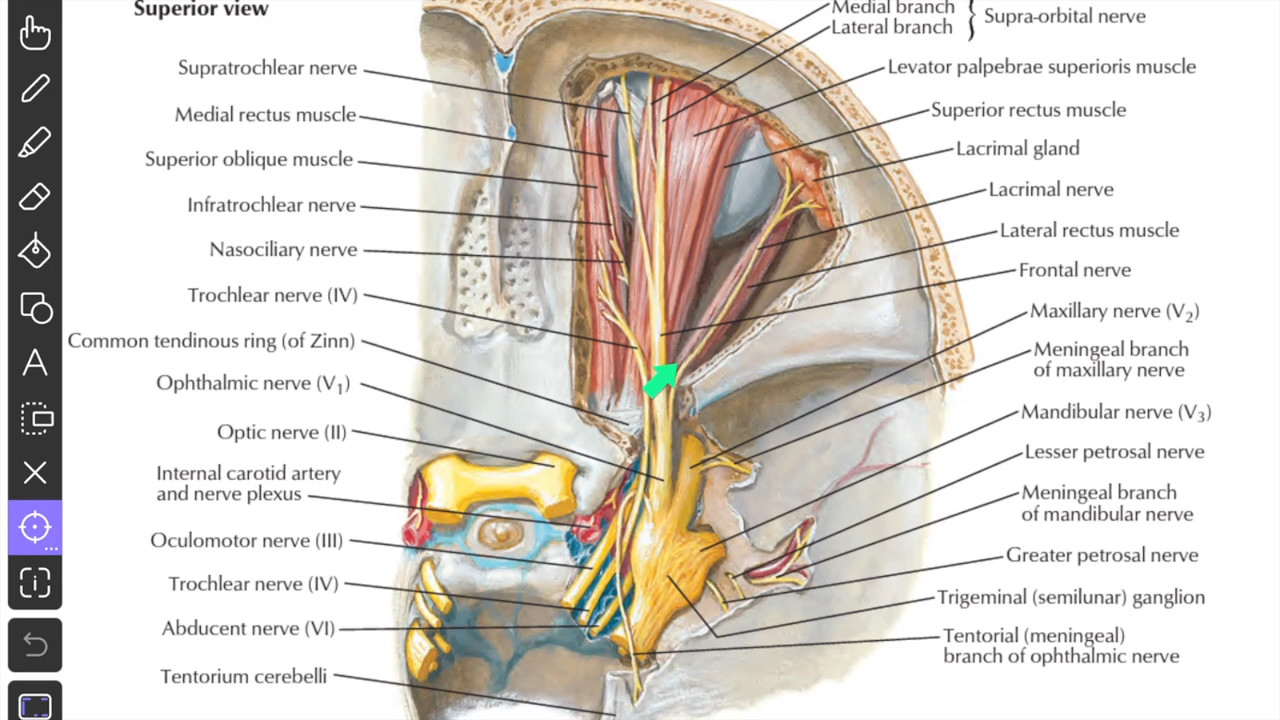 Superior view
Supratrochlear nerve
Medial rectus muscle
Superior oblique muscle
Infratrochlear nerve
Nasociliary nerve
Trochlear nerve (IV)
Common tendinous ring (of Zinn)
Ophthalmic nerve (V1)
Optic nerve (II)
Internal carotid artery
and nerve plexus
Oculomotor nerve (III)
Trochlear nerve (IV)
Abducent nerve (VI)
Tentorium cerebelli
Medial branch
Lateral branch
Supra-orbital nerve
Levator palpebrae superioris muscle
Superior rectus muscle
Lacrimal gland
Lacrimal nerve
Lateral rectus muscle
Frontal nerve
Maxillary nerve (V2)
Meningeal branch
of maxillary nerve
Mandibular nerve (V3)
Lesser petrosal nerve
Meningeal branch
of mandibular nerve
Greater petrosal nerve
Trigeminal (semilunar) ganglion
Tentorial (meningeal)
branch of ophthalmic nerve
A